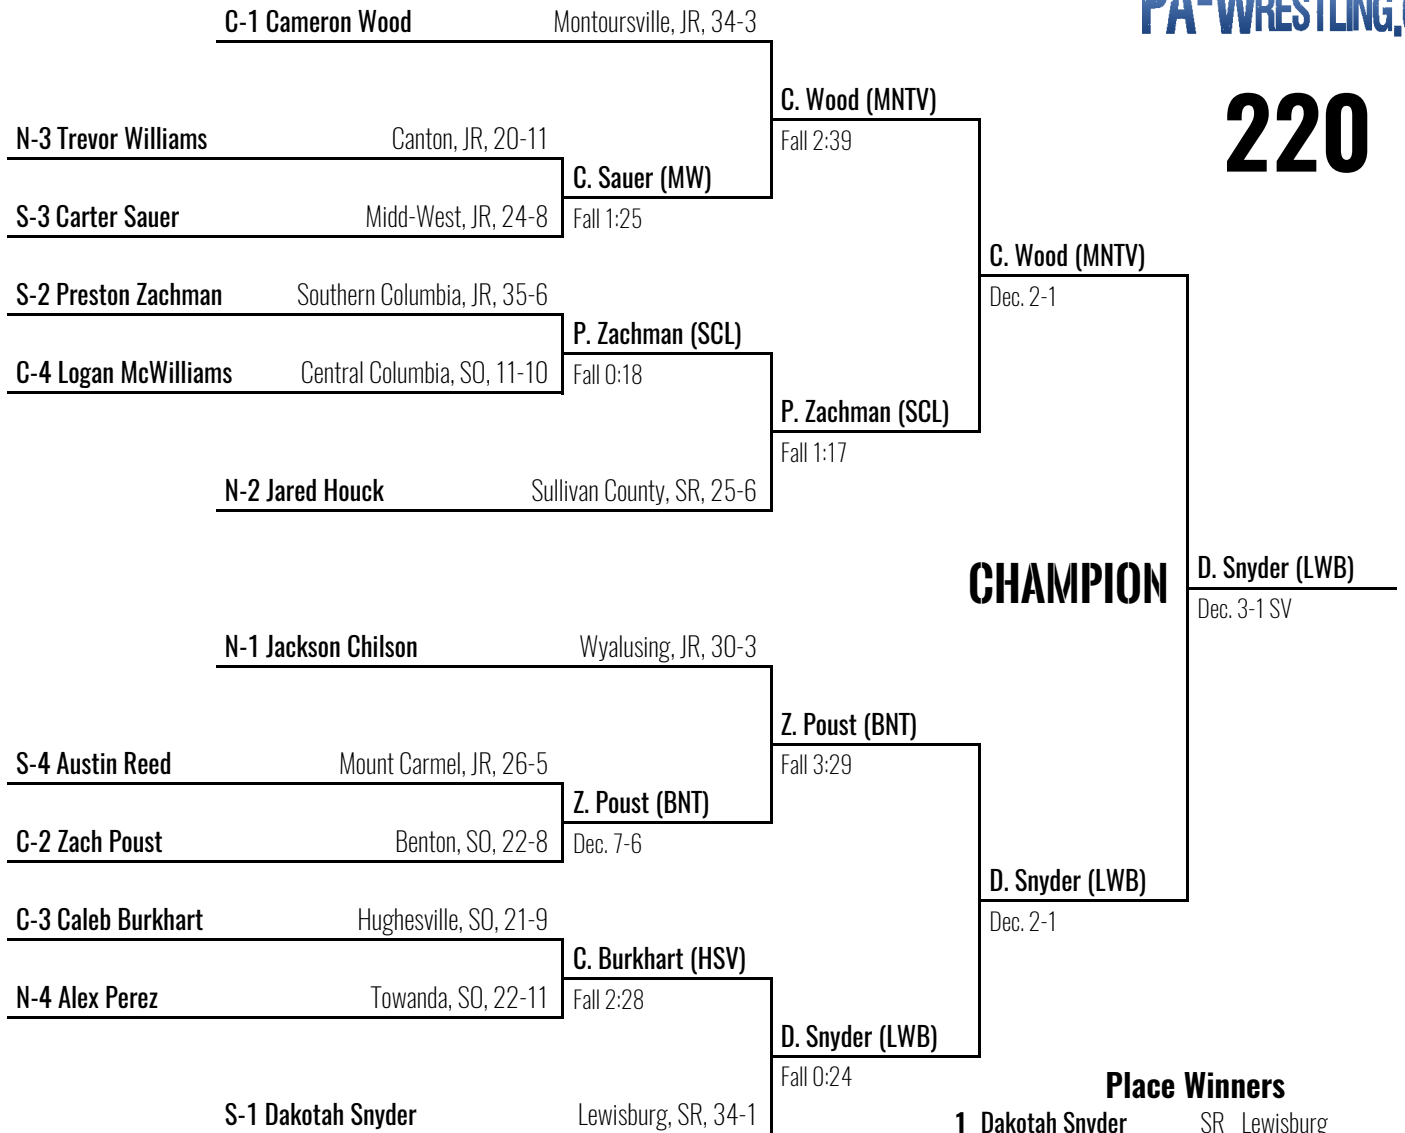 C-1 Cameron Wood Montoursville, JR, 34-3
PA-WRESTLING.
220
C. Wood (MNTV)
Fall 2:39
N-3 Trevor Williams Canton, JR, 20-11
C. Sauer (MW)
Fall 1:25
S-3 Carter Sauer Midd-West, JR, 24-8
C. Wood (MNTV)
Dec. 2-1
S-2 Preston Zachman Southern Columbia, JR, 35-6
P. Zachman (SCL)
Fall 0:18
C-4 Logan McWilliams Central Columbia, SO, 11-10
P. Zachman (SCL)
Fall 1:17
N-2 Jared Houck Sullivan County, SR, 25-6
CHAMPION
D. Snyder (LWB)
Dec. 3-1 SV
N-1 Jackson Chilson Wyalusing, JR, 30-3
Z. Poust (BNT)
Fall 3:29
S-4 Austin Reed Mount Carmel, JR, 26-5
Z. Poust (BNT)
Dec. 7-6
C-2 Zach Poust Benton, SO, 22-8
D. Snyder (LWB)
Dec. 2-1
C-3 Caleb Burkhart Hughesville, SO, 21-9
C. Burkhart (HSV)
Fall 2:28
N-4 Alex Perez Towanda, SO, 22-11
D. Snyder (LWB)
Fall 0:24
S-1 Dakotah Snyder Lewisburg, SR, 34-1
Place Winners
1 Dakotah Snyder SR Lewisburg